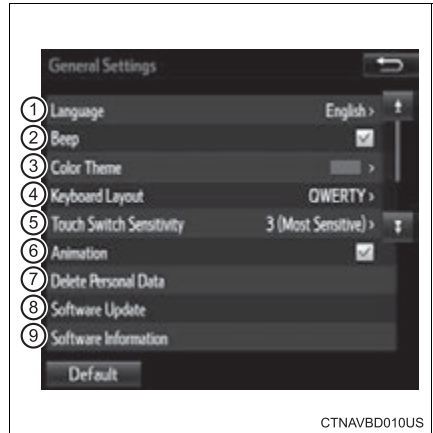 General Settings
① Language English ›
② Beep
③ Color Theme ›
④ Keyboard Layout QWERTY ›
⑤ Touch Switch Sensitivity 3 (Most Sensitive) ›
⑥ Animation
⑦ Delete Personal Data
⑧ Software Update
⑨ Software Information
Default
CTNAVBD010US